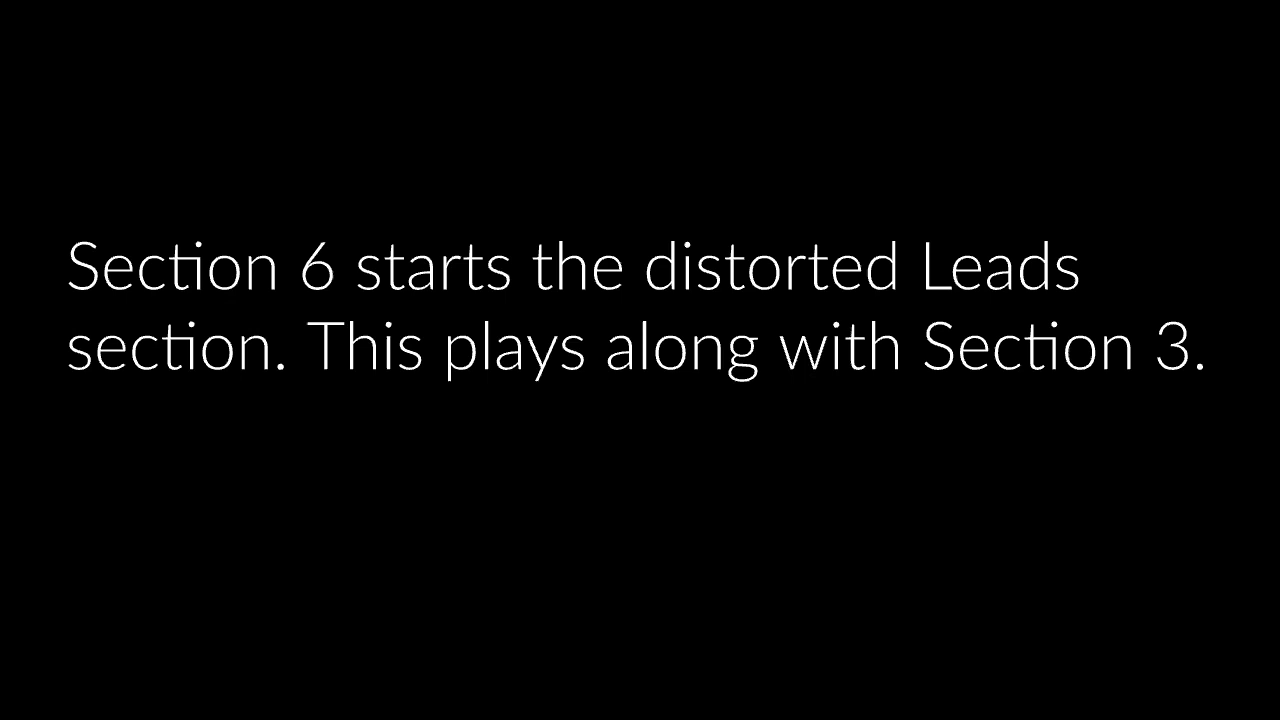 Section 6 starts the distorted Leads
section. This plays along with Section 3.